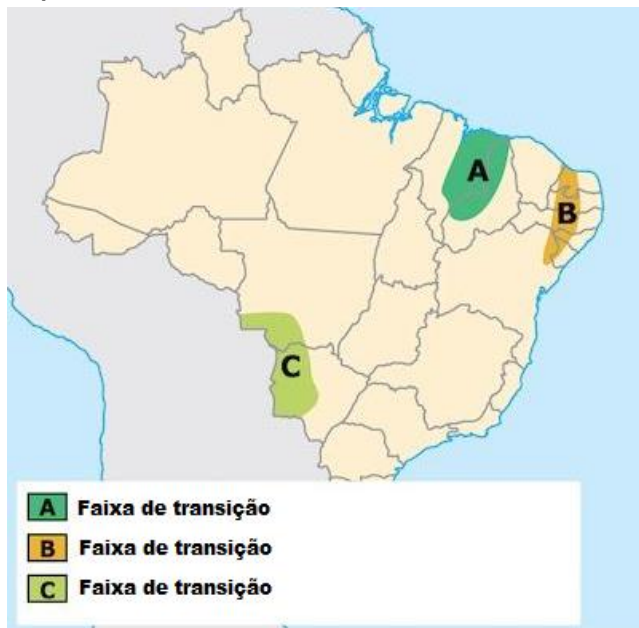 A
B
C
A Faixa de transição
B Faixa de transição
C Faixa de transição